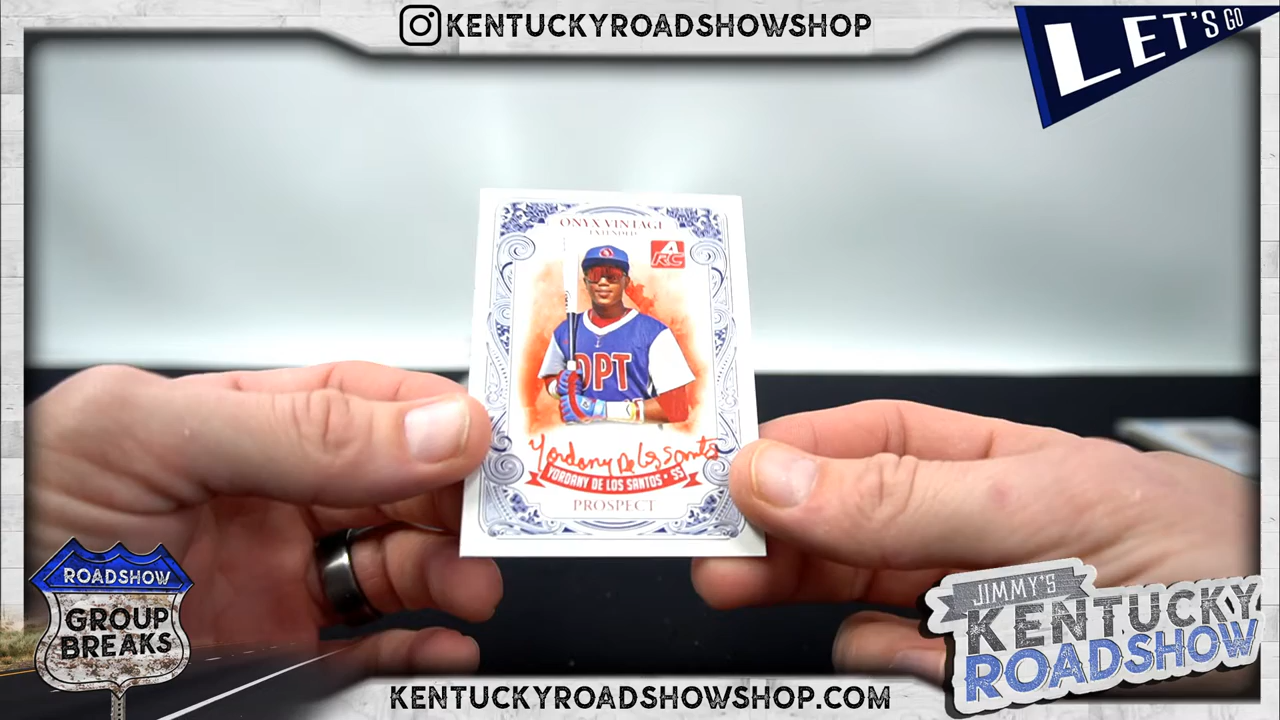 KENTUCKYROADSHOWSHOP
LET'S GO
ONYX VINTAGE
EXTENDED
A
RC
OPT
Yordany De los Santos
YORDANY DE LOS SANTOS • SS
PROSPECT
ROADSHOW
GROUP
BREAKS
JIMMY'S
KENTUCKY
ROADSHOW
KENTUCKYROADSHOWSHOP.COM